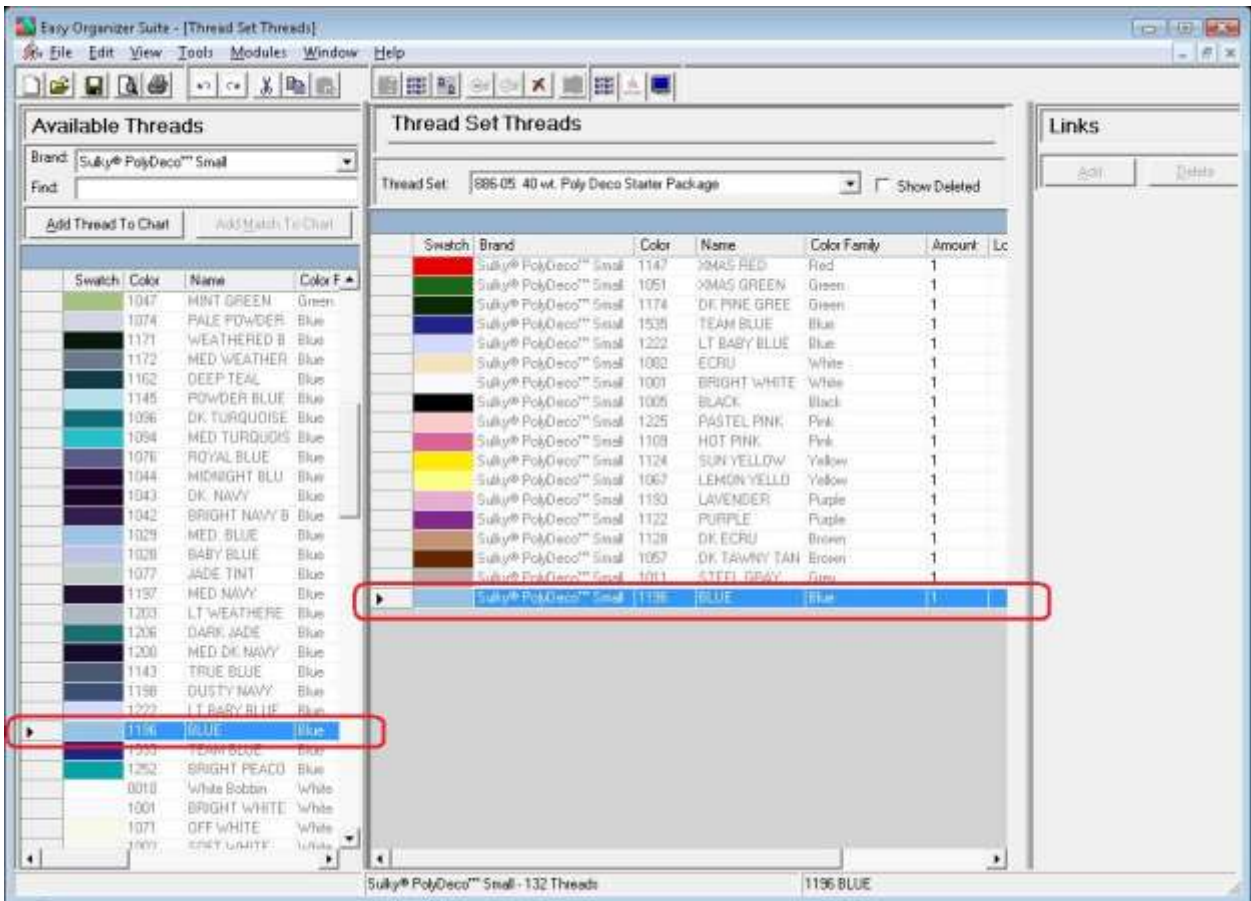 Easy Organizer Suite - [Thread Set Threads]
File Edit View Tools Modules Window Help
Available Threads
Brand: Sulky® PolyDeco™ Small
Find:
Add Thread To Chart Add Match To Chart
Swatch Color Name Color F
1047 MINT GREEN Green
1074 PALE POWDER Blue
1171 WEATHERED B Blue
1172 MED WEATHER Blue
1162 DEEP TEAL Blue
1145 POWDER BLUE Blue
1096 DK TURQUOISE Blue
1094 MED TURQUOIS Blue
1076 ROYAL BLUE Blue
1044 MIDNIGHT BLU Blue
1043 DK. NAVY Blue
1042 BRIGHT NAVY B Blue
1029 MED. BLUE Blue
1028 BABY BLUE Blue
1077 JADE TINT Blue
1197 MED NAVY Blue
1203 LT WEATHERE Blue
1206 DARK JADE Blue
1200 MED DK NAVY Blue
1143 TRUE BLUE Blue
1198 DUSTY NAVY Blue
1222 LT BABY BLUE Blue
1196 BLUE Blue
1535 TEAM BLUE Blue
1252 BRIGHT PEACO Blue
0010 White Bobbin White
1001 BRIGHT WHITE White
1071 OFF WHITE White
SOFT WHITE White
Thread Set Threads
Thread Set: 886-05: 40 wt. Poly Deco Starter Package Show Deleted
Swatch Brand Color Name Color Family Amount Lc
Sulky® PolyDeco™ Small 1147 XMAS RED Red 1
Sulky® PolyDeco™ Small 1051 XMAS GREEN Green 1
Sulky® PolyDeco™ Small 1174 DK PINE GREE Green 1
Sulky® PolyDeco™ Small 1535 TEAM BLUE Blue 1
Sulky® PolyDeco™ Small 1222 LT BABY BLUE Blue 1
Sulky® PolyDeco™ Small 1082 ECRU White 1
Sulky® PolyDeco™ Small 1001 BRIGHT WHITE White 1
Sulky® PolyDeco™ Small 1005 BLACK Black 1
Sulky® PolyDeco™ Small 1225 PASTEL PINK Pink 1
Sulky® PolyDeco™ Small 1109 HOT PINK Pink 1
Sulky® PolyDeco™ Small 1124 SUN YELLOW Yellow 1
Sulky® PolyDeco™ Small 1067 LEMON YELLO Yellow 1
Sulky® PolyDeco™ Small 1193 LAVENDER Purple 1
Sulky® PolyDeco™ Small 1122 PURPLE Purple 1
Sulky® PolyDeco™ Small 1128 DK ECRU Brown 1
Sulky® PolyDeco™ Small 1057 DK TAWNY TAN Brown 1
Sulky® PolyDeco™ Small 1011 STEEL GRAY Grey 1
Sulky® PolyDeco™ Small 1196 BLUE Blue 1
Links
Add Delete
Sulky® PolyDeco™ Small - 132 Threads 1196 BLUE